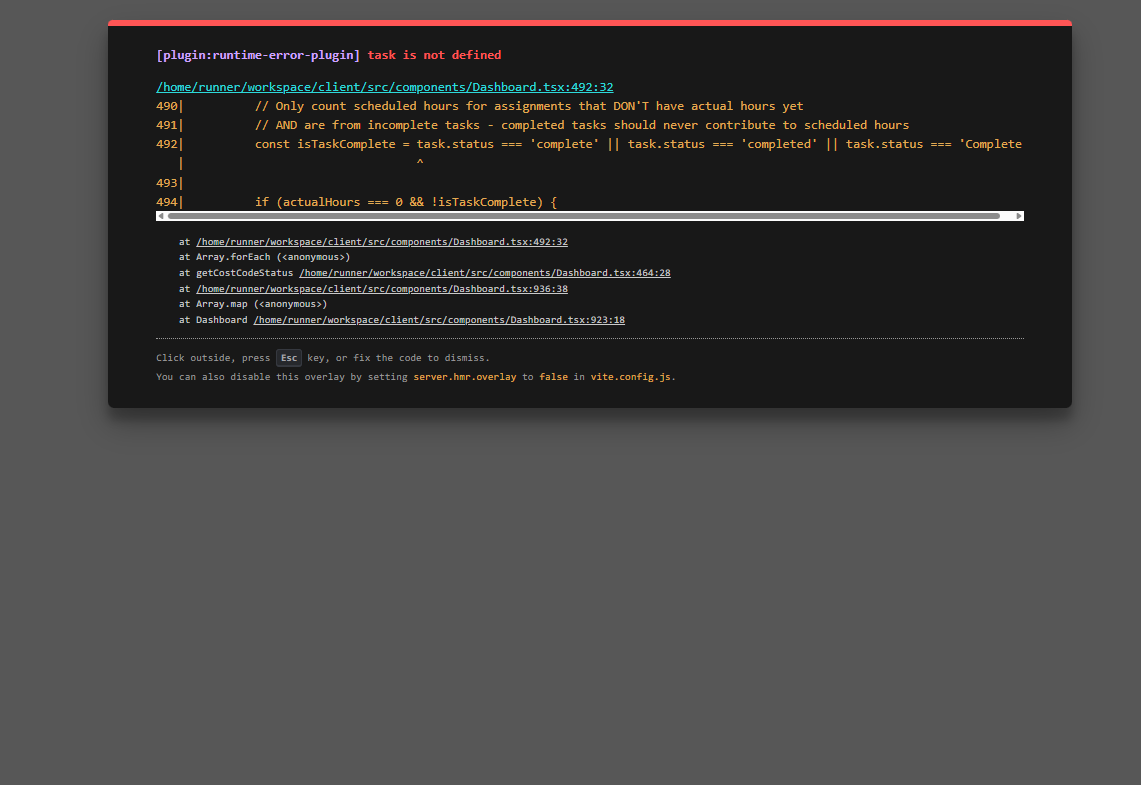 [plugin:runtime-error-plugin] task is not defined
/home/runner/workspace/client/src/components/Dashboard.tsx:492:32
490|          // Only count scheduled hours for assignments that DON'T have actual hours yet
491|          // AND are from incomplete tasks - completed tasks should never contribute to scheduled hours
492|          const isTaskComplete = task.status === 'complete' || task.status === 'completed' || task.status === 'Complete
   |                                 ^
493|
494|          if (actualHours === 0 && !isTaskComplete) {
at /home/runner/workspace/client/src/components/Dashboard.tsx:492:32
at Array.forEach (<anonymous>)
at getCostCodeStatus /home/runner/workspace/client/src/components/Dashboard.tsx:464:28
at /home/runner/workspace/client/src/components/Dashboard.tsx:936:38
at Array.map (<anonymous>)
at Dashboard /home/runner/workspace/client/src/components/Dashboard.tsx:923:18
Click outside, press Esc key, or fix the code to dismiss.
You can also disable this overlay by setting server.hmr.overlay to false in vite.config.js.